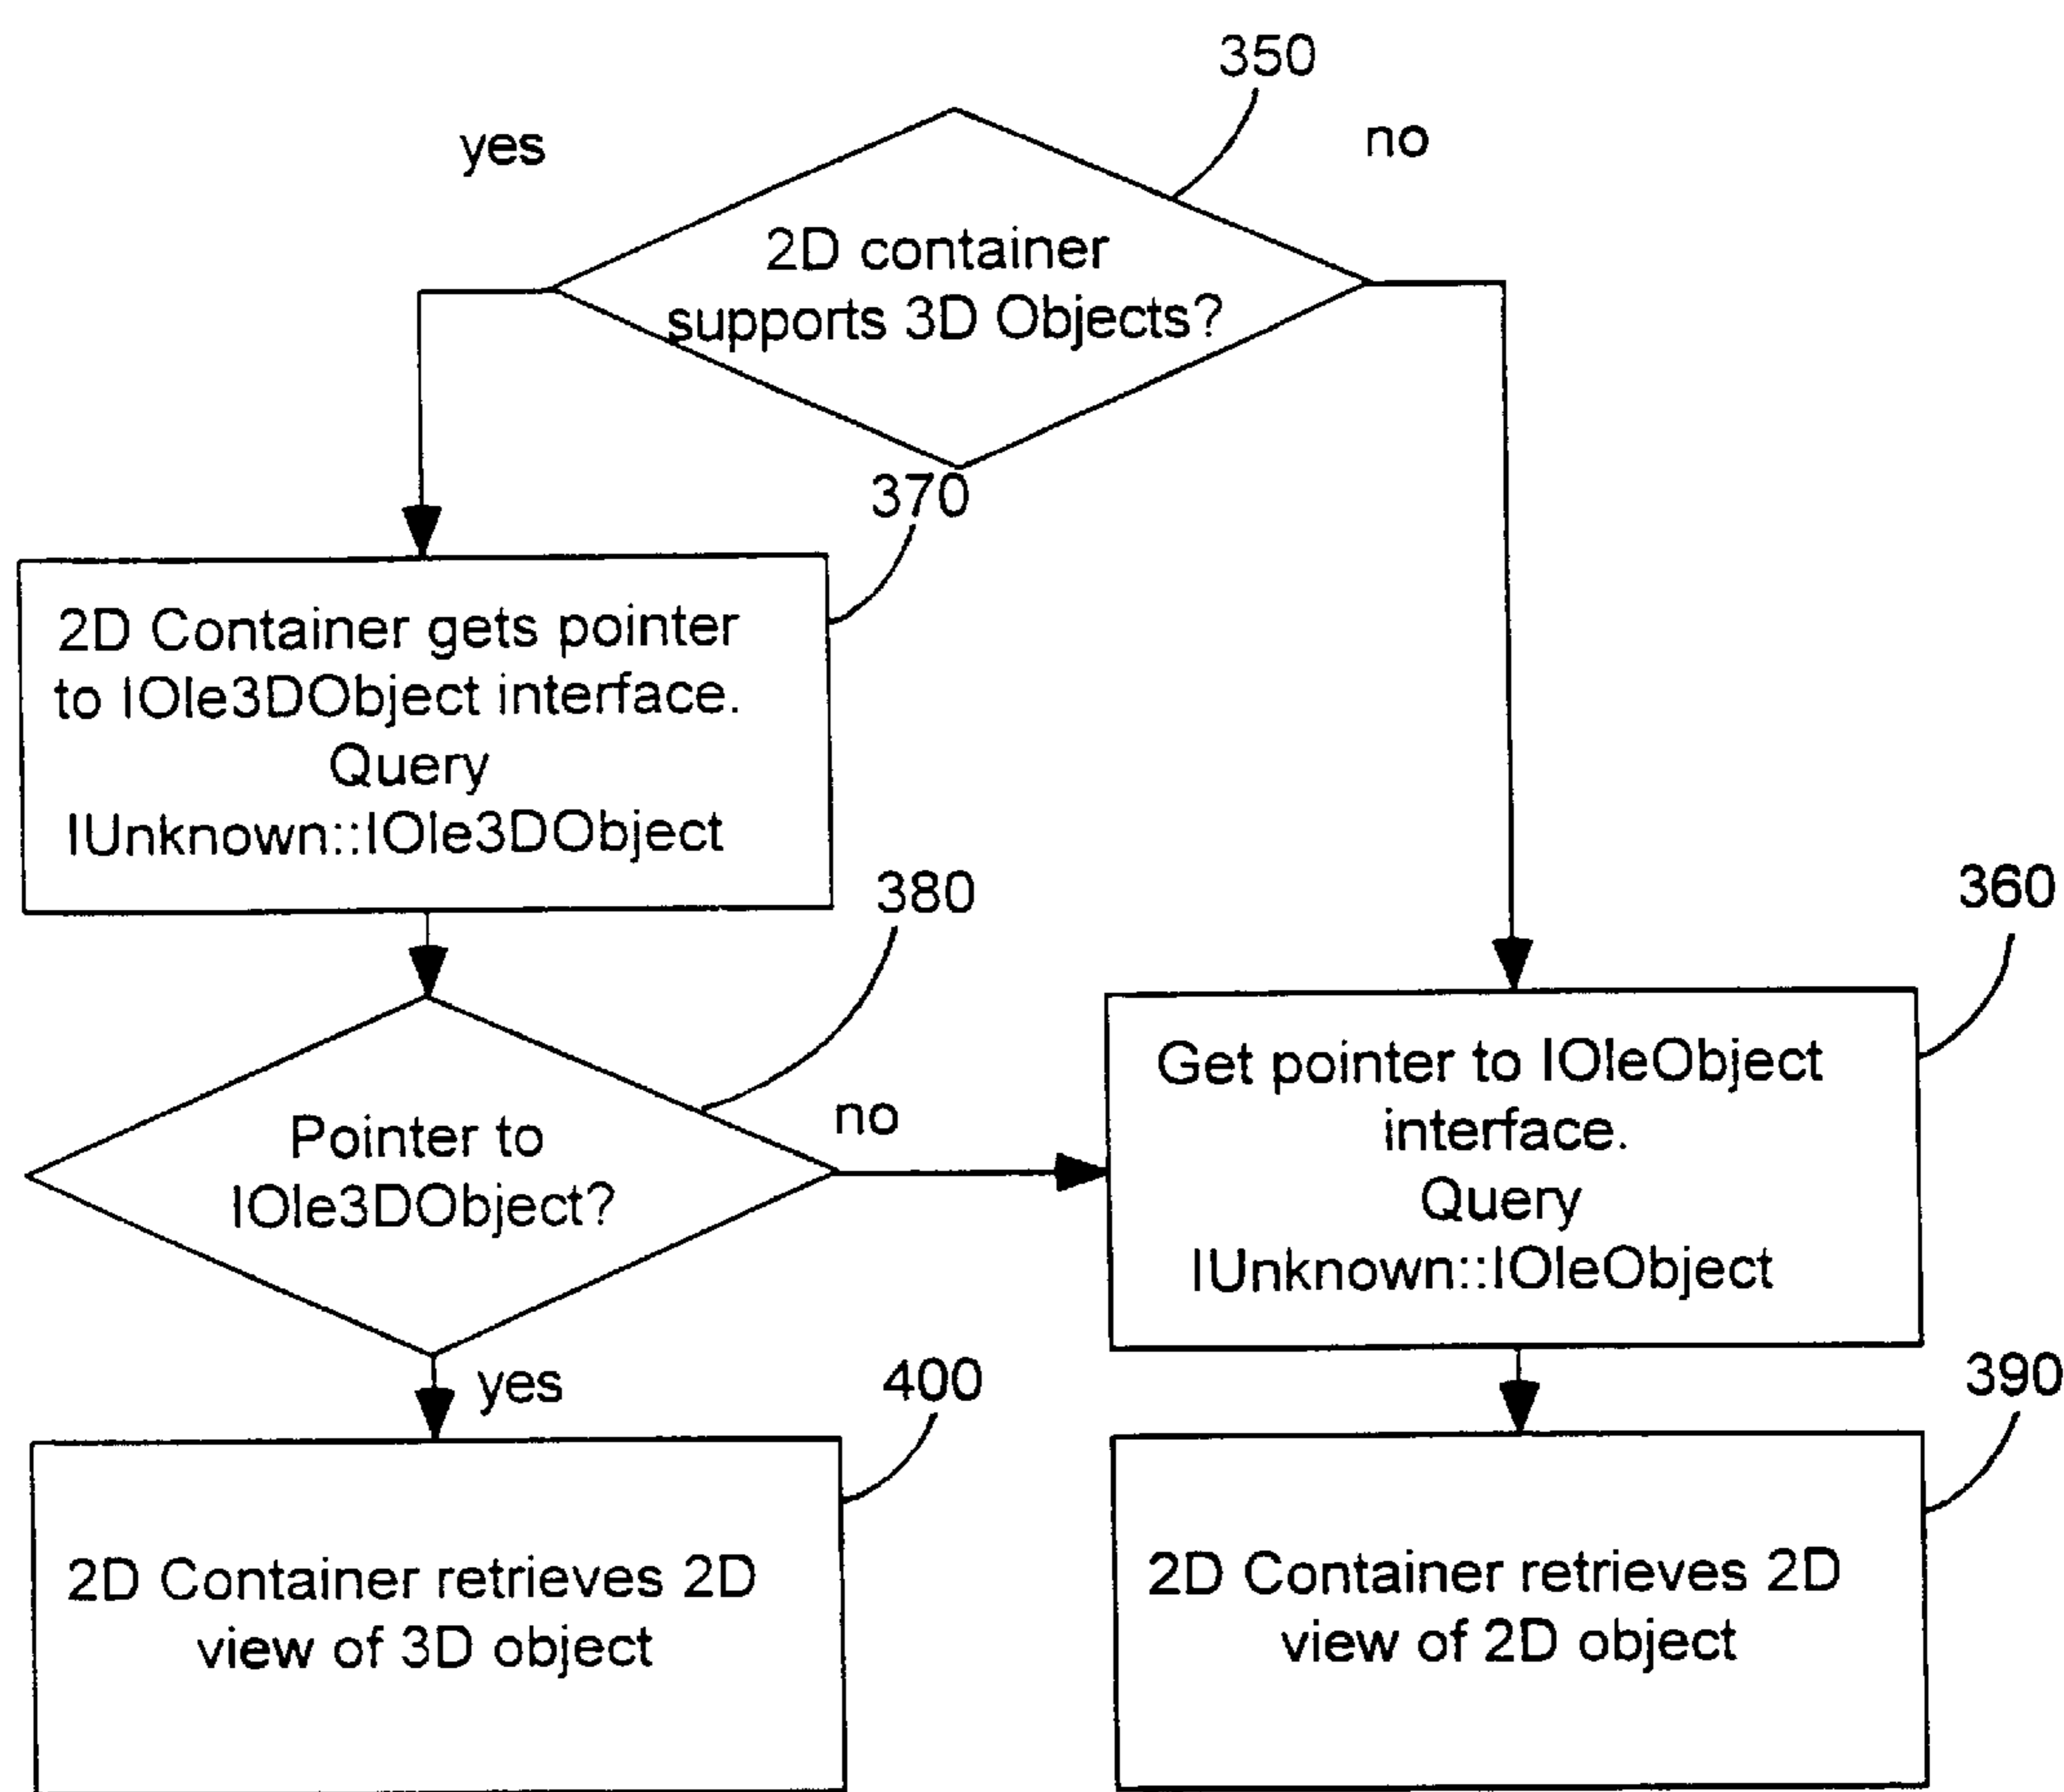 350
yes
no
2D container
supports 3D Objects?
370
2D Container gets pointer
to IOle3DObject interface.
Query
IUnknown::IOle3DObject
380
360
Pointer to
IOle3DObject?
no
Get pointer to IOleObject
interface.
Query
IUnknown::IOleObject
yes
400
390
2D Container retrieves 2D
view of 3D object
2D Container retrieves 2D
view of 2D object